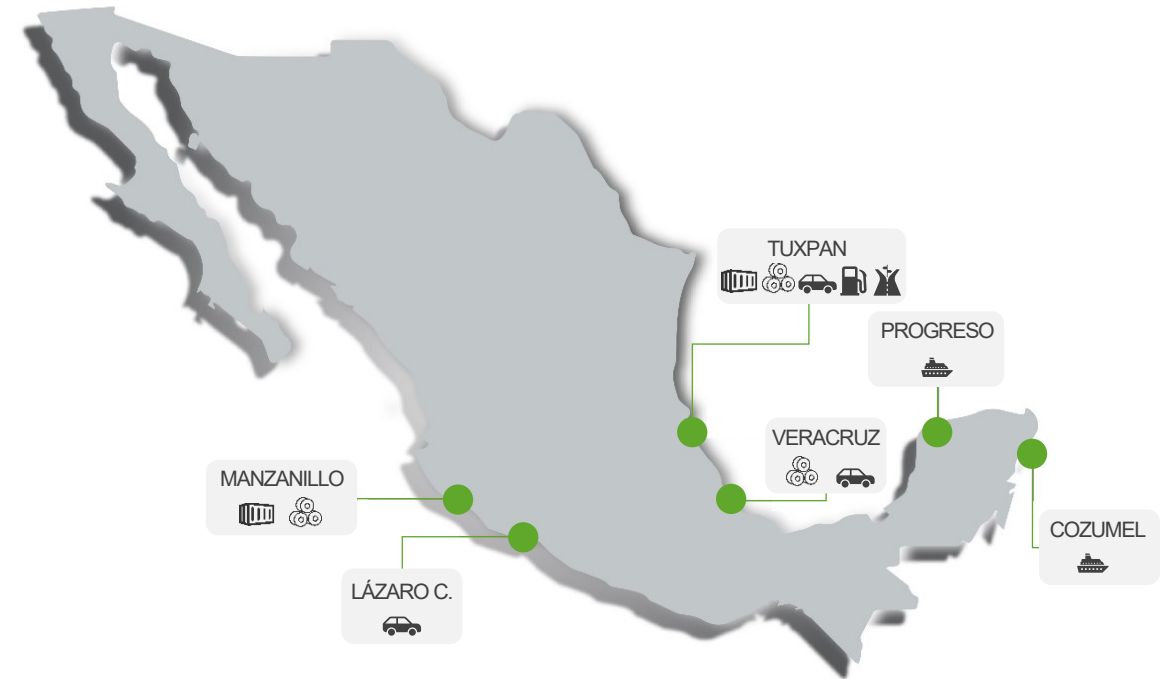 TUXPAN
PROGRESO
VERACRUZ
MANZANILLO
COZUMEL
LÁZARO C.